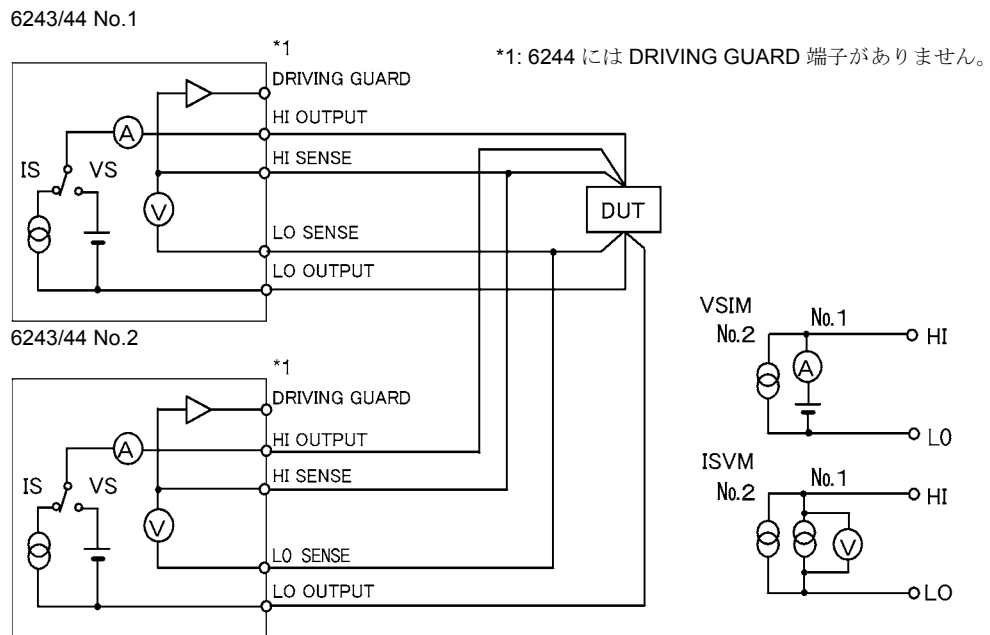 6243/44 No.1
*1
*1: 6244 には DRIVING GUARD 端子がありません。
DRIVING GUARD
HI OUTPUT
A
HI SENSE
IS VS
V
DUT
LO SENSE
LO OUTPUT
6243/44 No.2
*1
DRIVING GUARD
HI OUTPUT
A
HI SENSE
IS VS
V
LO SENSE
LO OUTPUT
VSIM
No.2 No.1
HI
A
LO
ISVM
No.2 No.1
HI
V
LO